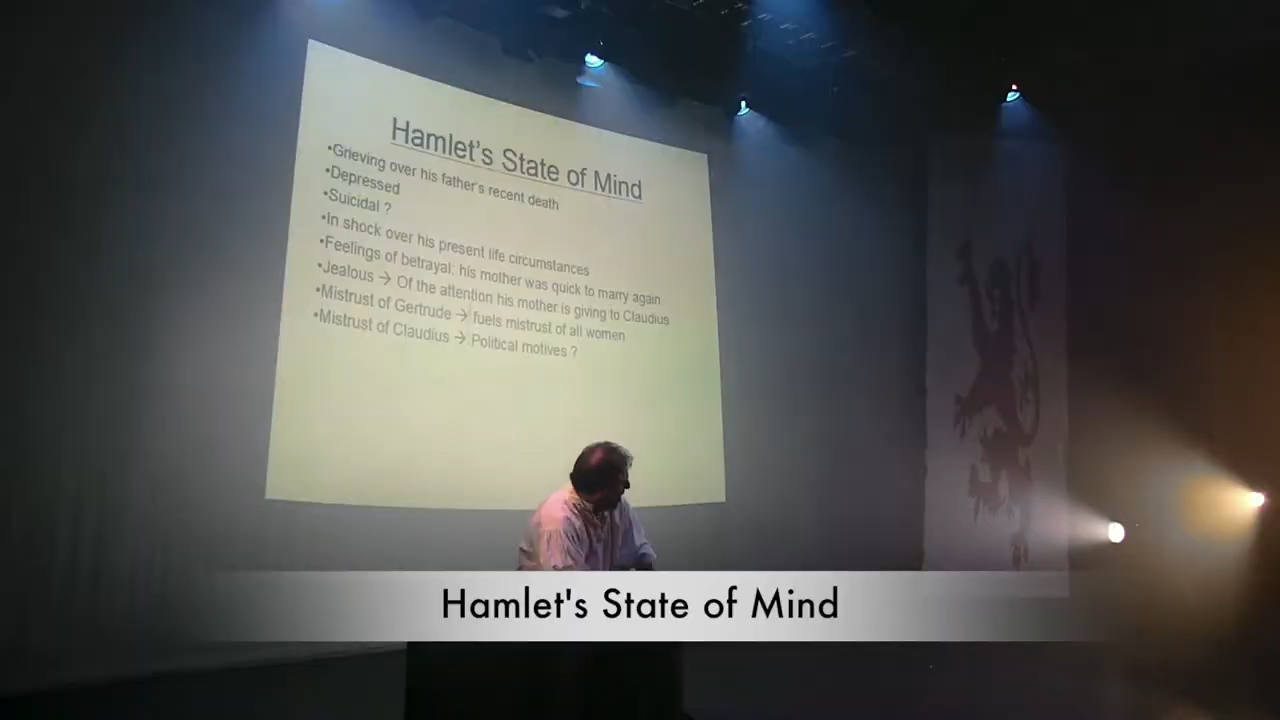 Hamlet's State of Mind
•Grieving over his father's recent death
•Depressed
•Suicidal ?
•In shock over his present life circumstances
•Feelings of betrayal; his mother was quick to marry again
•Jealous → Of the attention his mother is giving to Claudius
•Mistrust of Gertrude → fuels mistrust of all women
•Mistrust of Claudius → Political motives ?
Hamlet's State of Mind